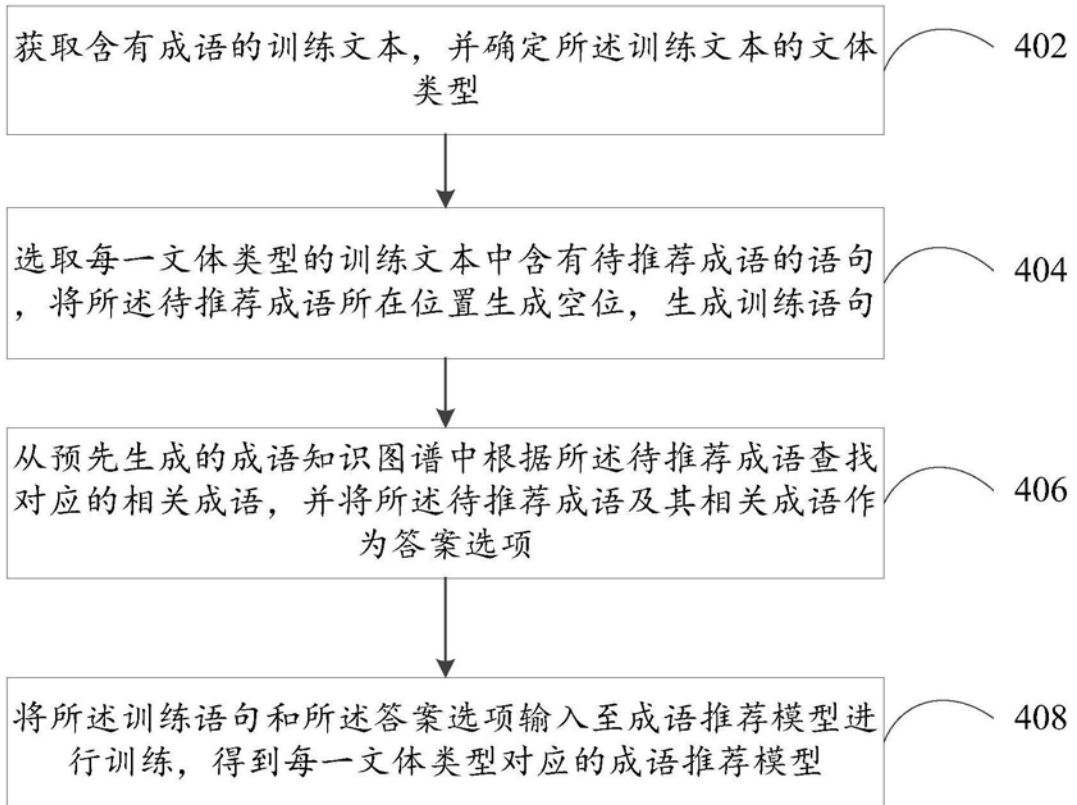 获取含有成语的训练文本，并确定所述训练文本的文体
类型
402
选取每一文体类型的训练文本中含有待推荐成语的语句
，将所述待推荐成语所在位置生成空位，生成训练语句
404
从预先生成的成语知识图谱中根据所述待推荐成语查找
对应的相关成语，并将所述待推荐成语及其相关成语作
为答案选项
406
将所述训练语句和所述答案选项输入至成语推荐模型进
行训练，得到每一文体类型对应的成语推荐模型
408